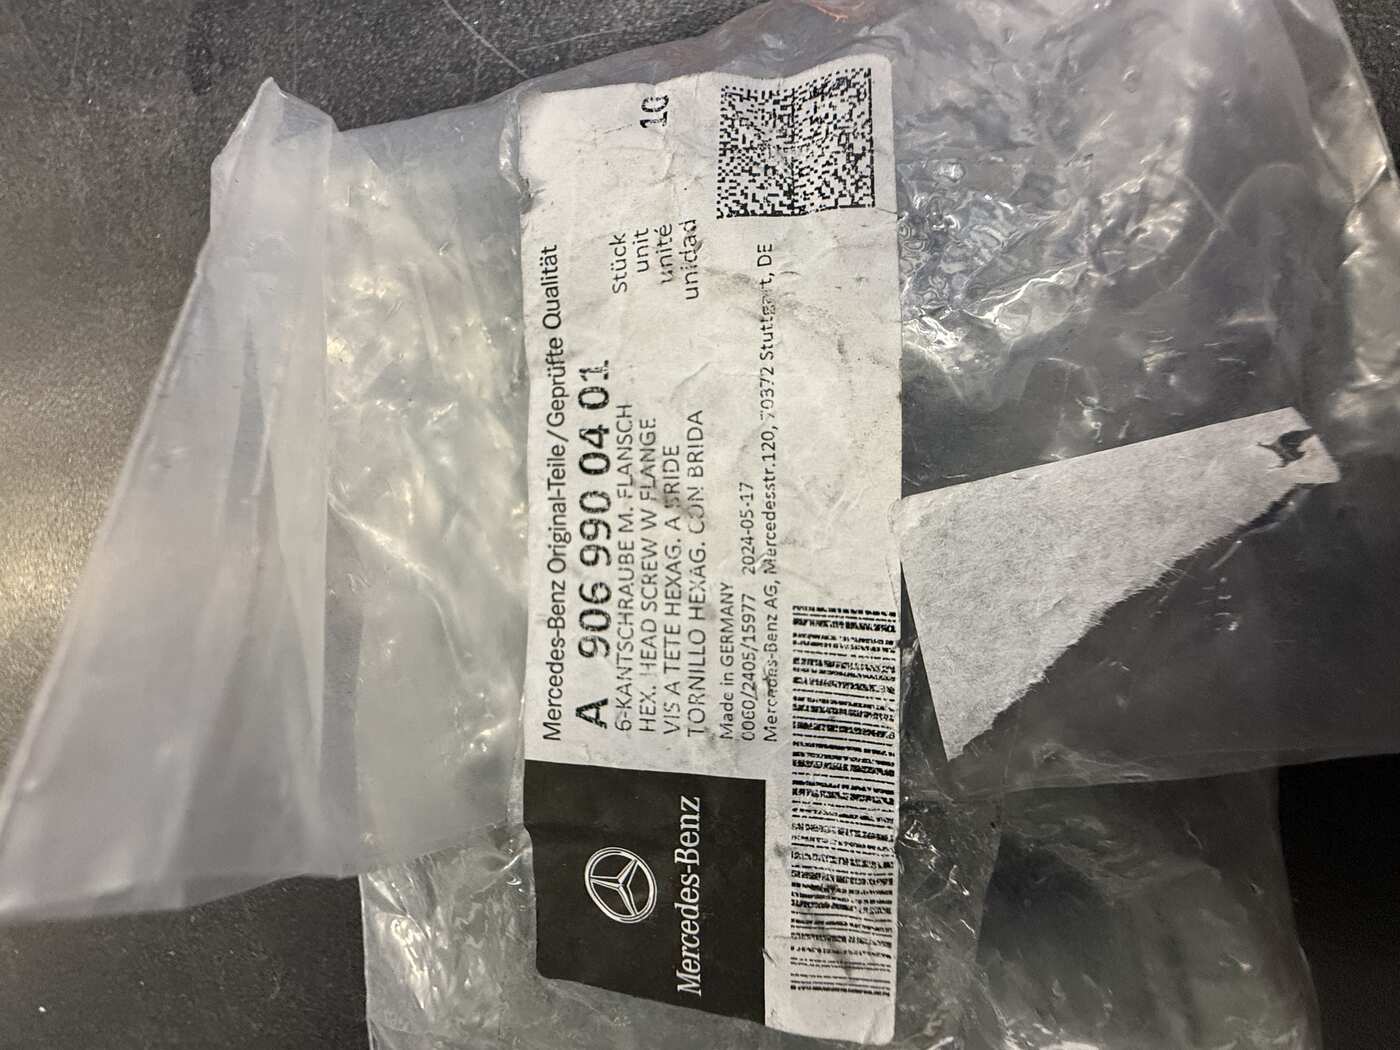 Mercedes-Benz Original-Teile/Geprüfte Qualität
A 906 990 04 01
6-KANTSCHRAUBE M. FLANSCH
HEX. HEAD SCREW W FLANGE
VIS A TETE HEXAG. A BRIDE
TORNILLO HEXAG. CON BRIDA
Stück
unit
unité
unidad
10
Made in GERMANY
0060/2405/15977 2024-05-17
Mercedes-Benz AG, Mercedesstr.120, 70372 Stuttgart, DE
Mercedes-Benz